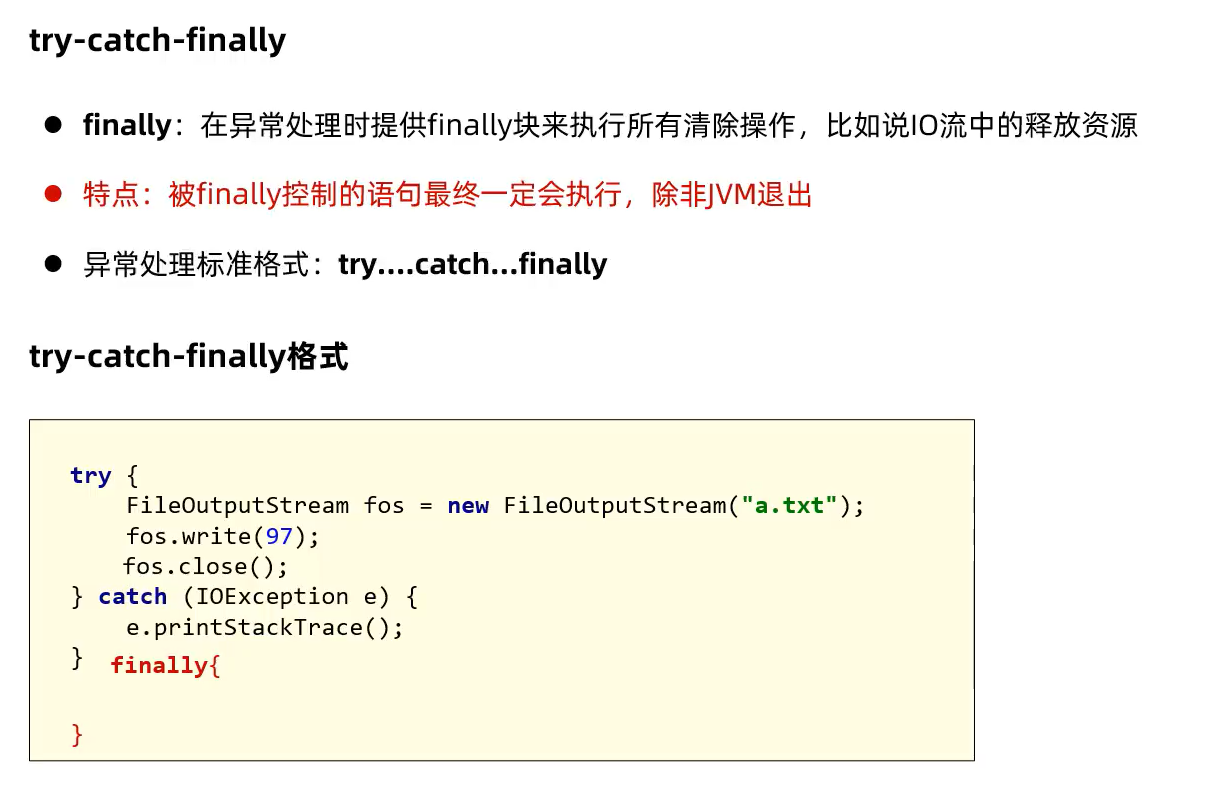 try-catch-finally
● finally：在异常处理时提供finally块来执行所有清除操作，比如说IO流中的释放资源
● 特点：被finally控制的语句最终一定会执行，除非JVM退出
● 异常处理标准格式：try....catch...finally
try-catch-finally格式
try {
    FileOutputStream fos = new FileOutputStream("a.txt");
    fos.write(97);
    fos.close();
} catch (IOException e) {
    e.printStackTrace();
} finally{
}